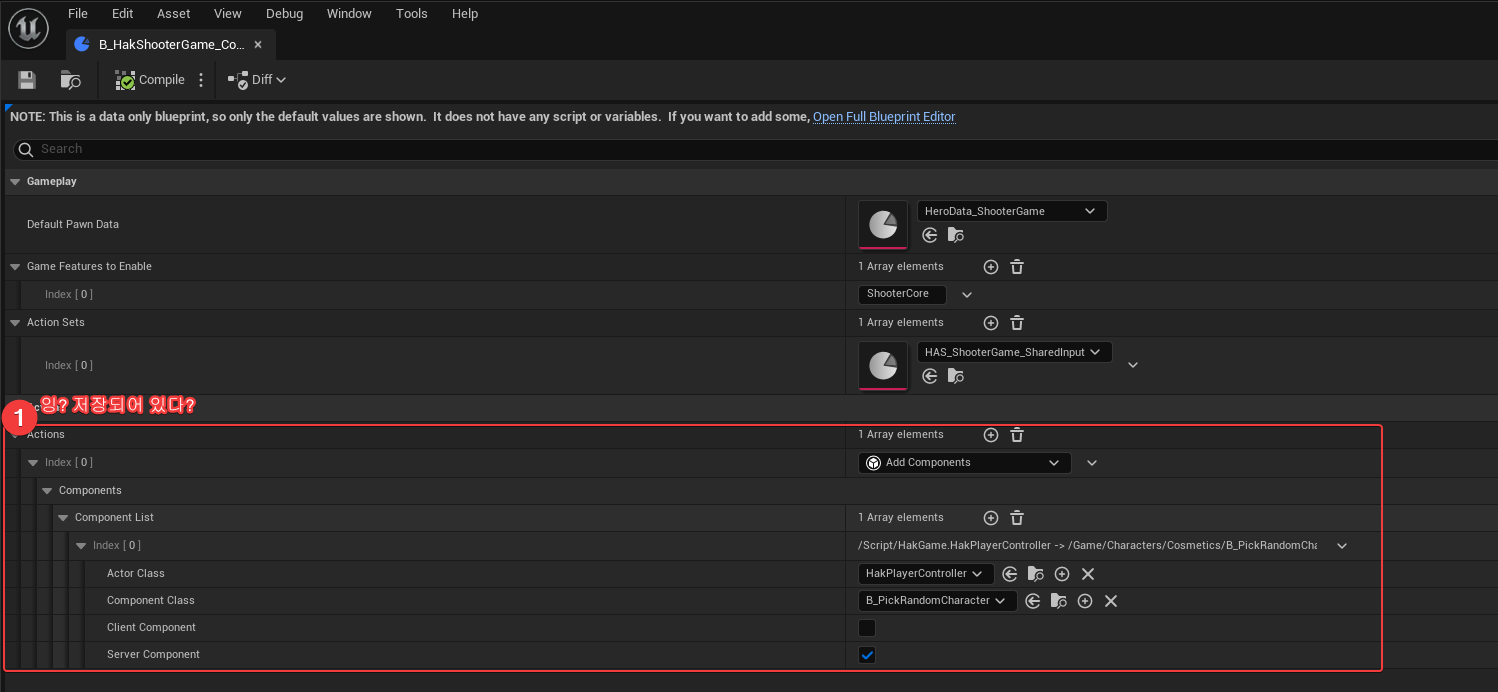 File Edit Asset View Debug Window Tools Help
B_HakShooterGame_Co...
Compile Diff
NOTE: This is a data only blueprint, so only the default values are shown. It does not have any script or variables. If you want to add some, Open Full Blueprint Editor
Search
Gameplay
Default Pawn Data HeroData_ShooterGame
Game Features to Enable 1 Array elements
Index [ 0 ] ShooterCore
Action Sets 1 Array elements
Index [ 0 ] HAS_ShooterGame_SharedInput
1 잉? 저장되어 있다?
Actions 1 Array elements
Index [ 0 ] Add Components
Components
Component List 1 Array elements
Index [ 0 ] /Script/HakGame.HakPlayerController -> /Game/Characters/Cosmetics/B_PickRandomCha
Actor Class HakPlayerController
Component Class B_PickRandomCharacter
Client Component
Server Component